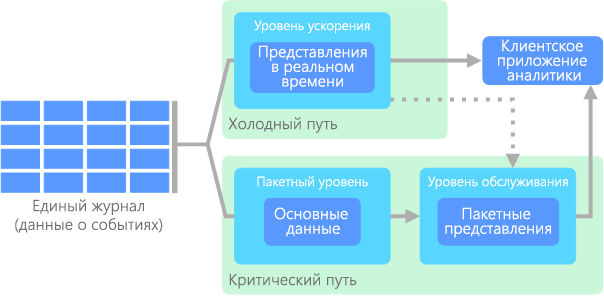 Уровень ускорения
Представления
в реальном
времени
Холодный путь
Клиентское
приложение
аналитики
Единый журнал
(данные о событиях)
Пакетный уровень
Основные
данные
Уровень обслуживания
Пакетные
представления
Критический путь